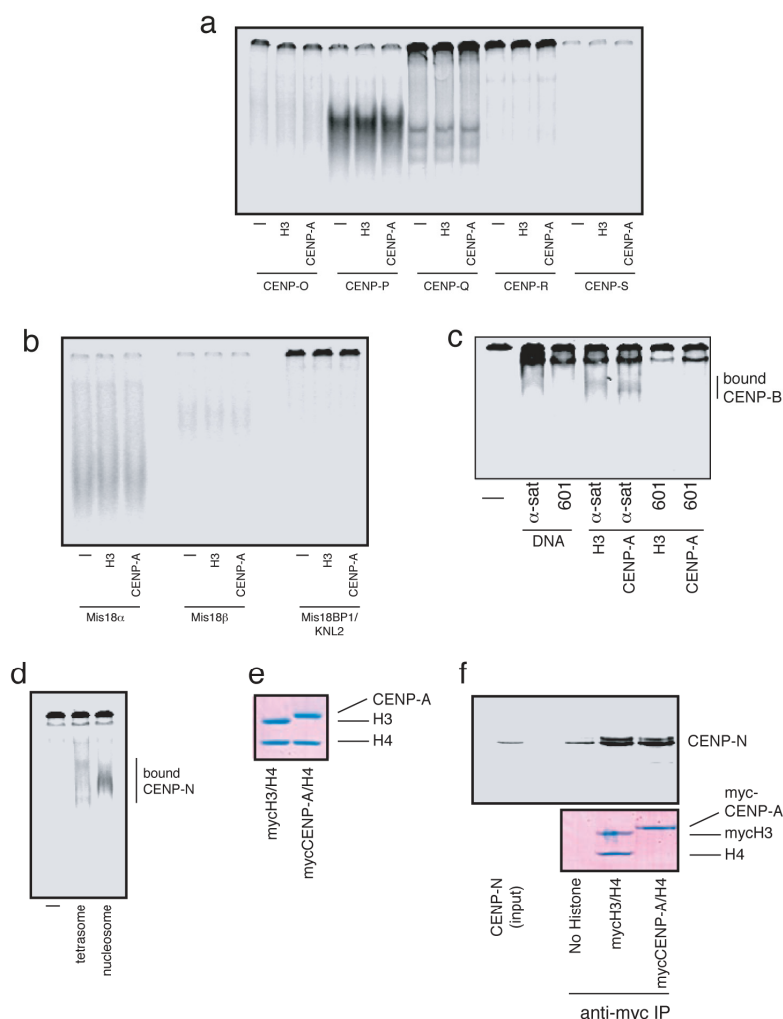 a
— H3 CENP-A — H3 CENP-A — H3 CENP-A — H3 CENP-A — H3 CENP-A
CENP-O CENP-P CENP-Q CENP-R CENP-S
b
— H3 CENP-A — H3 CENP-A — H3 CENP-A
Mis18α Mis18β Mis18BP1/
KNL2
c
bound
CENP-B
— α-sat 601 α-sat α-sat 601 601
DNA H3 CENP-A H3 CENP-A
d
bound
CENP-N
— tetrasome nucleosome
e
CENP-A
H3
H4
mycH3/H4 mycCENP-A/H4
f
CENP-N
myc-
CENP-A
mycH3
H4
CENP-N
(input)
No Histone mycH3/H4 mycCENP-A/H4
anti-myc IP